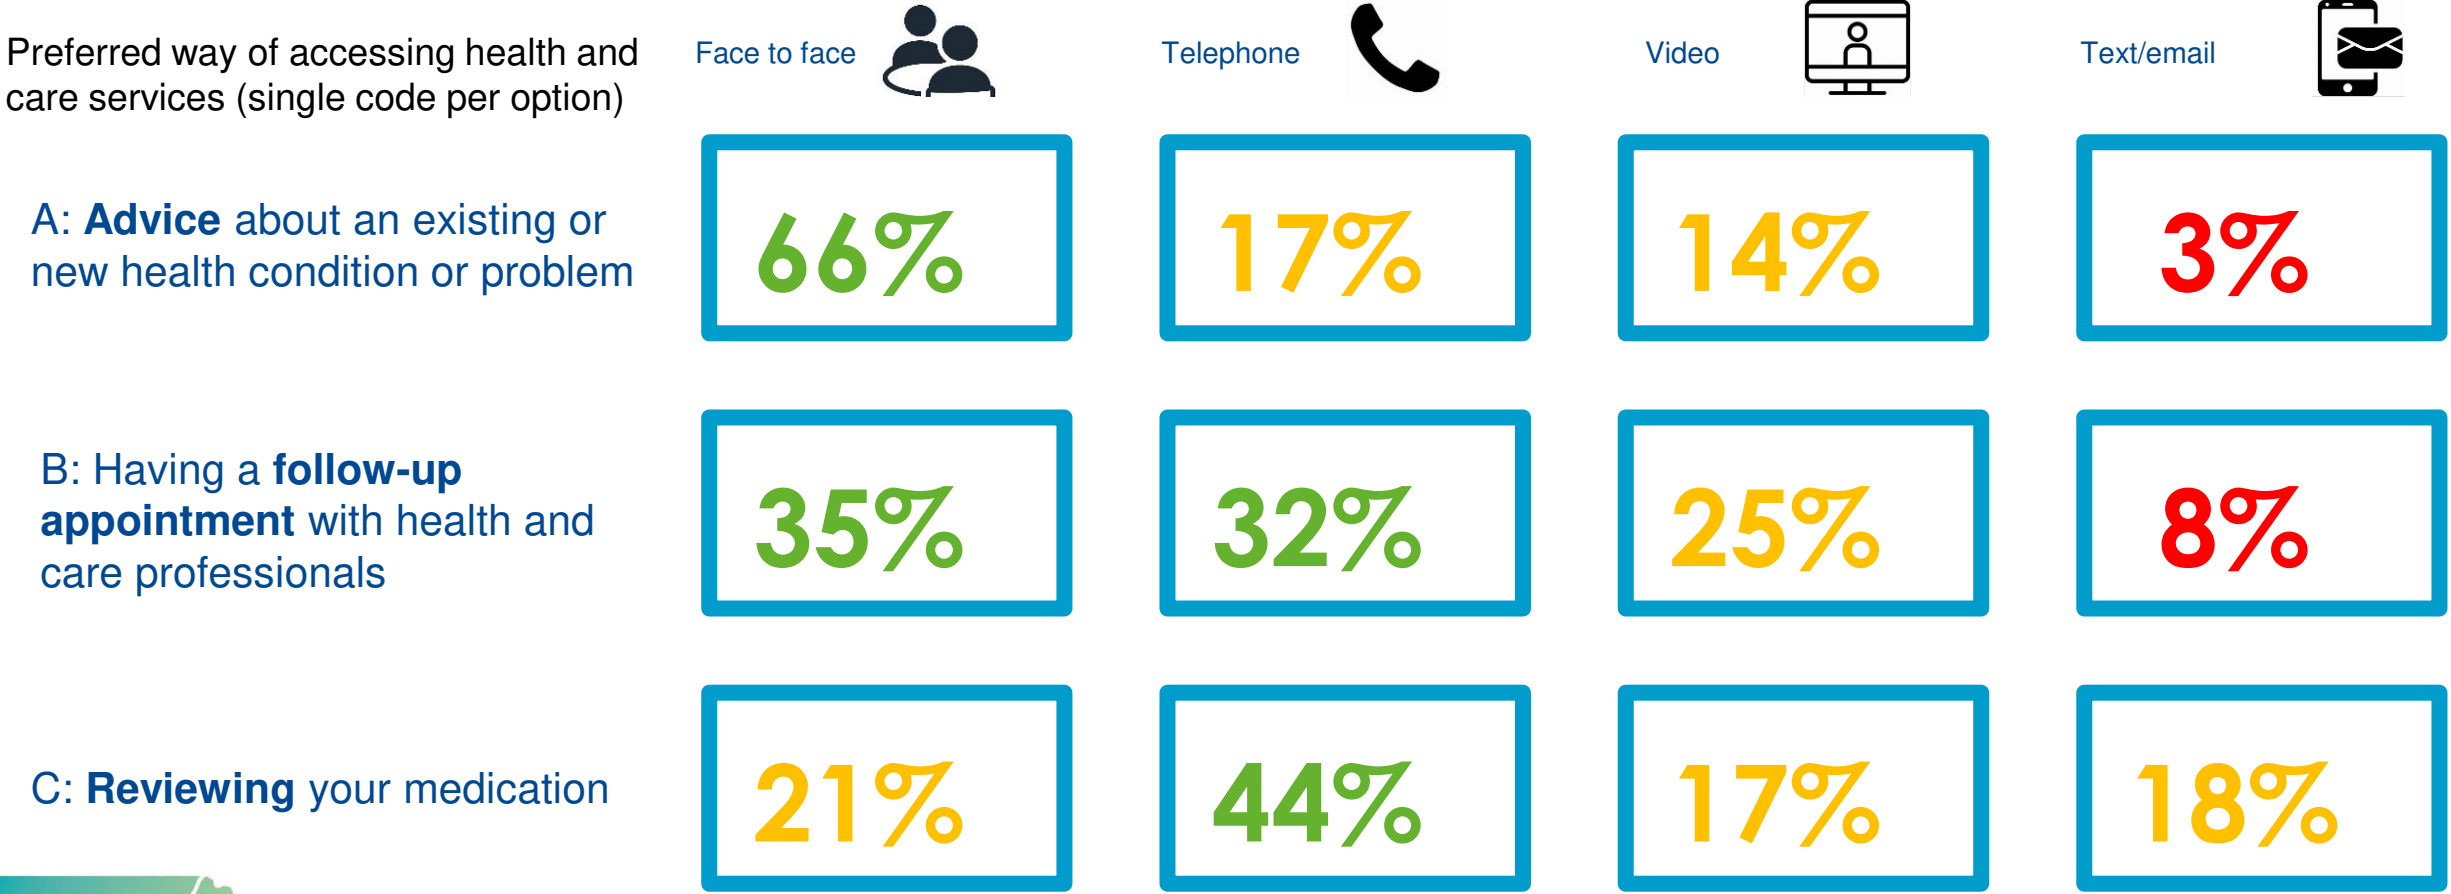 Preferred way of accessing health and
care services (single code per option)
Face to face
Telephone
Video
Text/email
A: Advice about an existing or
new health condition or problem
66%
17%
14%
3%
B: Having a follow-up
appointment with health and
care professionals
35%
32%
25%
8%
C: Reviewing your medication
21%
44%
17%
18%